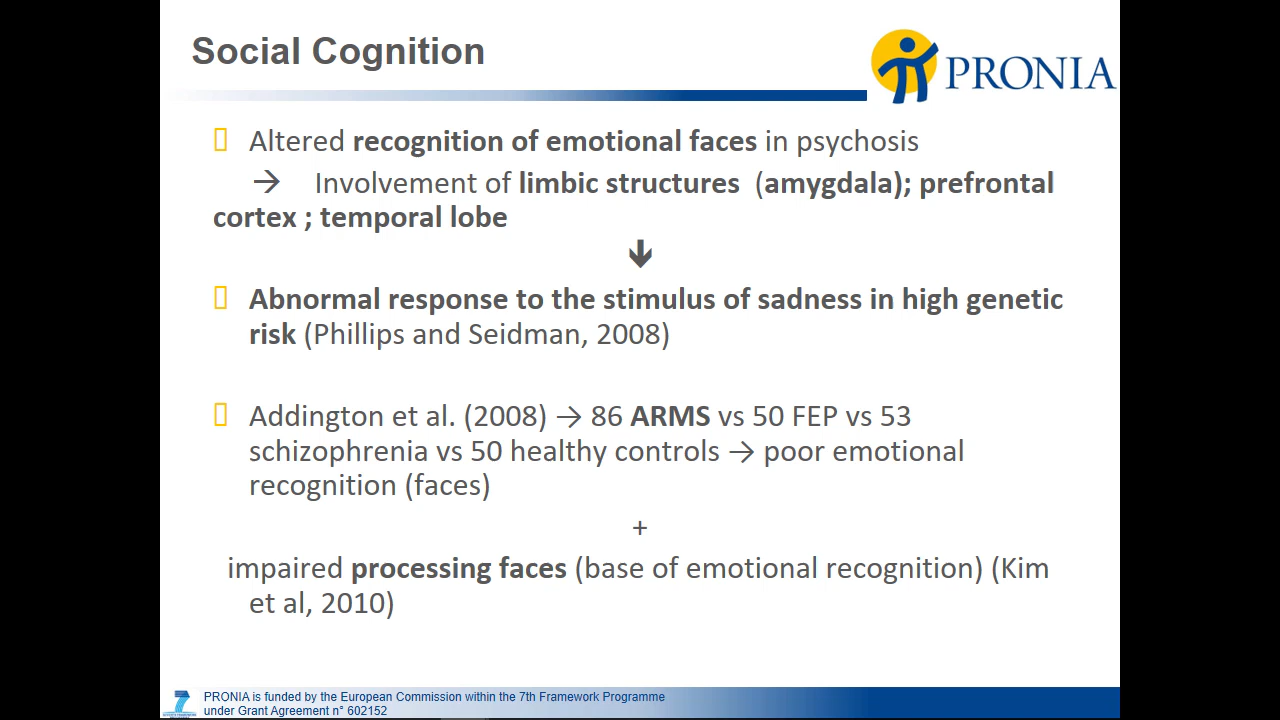 Social Cognition
PRONIA
Altered recognition of emotional faces in psychosis
→ Involvement of limbic structures (amygdala); prefrontal
cortex ; temporal lobe
↓
Abnormal response to the stimulus of sadness in high genetic
risk (Phillips and Seidman, 2008)
Addington et al. (2008) → 86 ARMS vs 50 FEP vs 53
schizophrenia vs 50 healthy controls → poor emotional
recognition (faces)
+
impaired processing faces (base of emotional recognition) (Kim
et al, 2010)
PRONIA is funded by the European Commission within the 7th Framework Programme
under Grant Agreement n° 602152